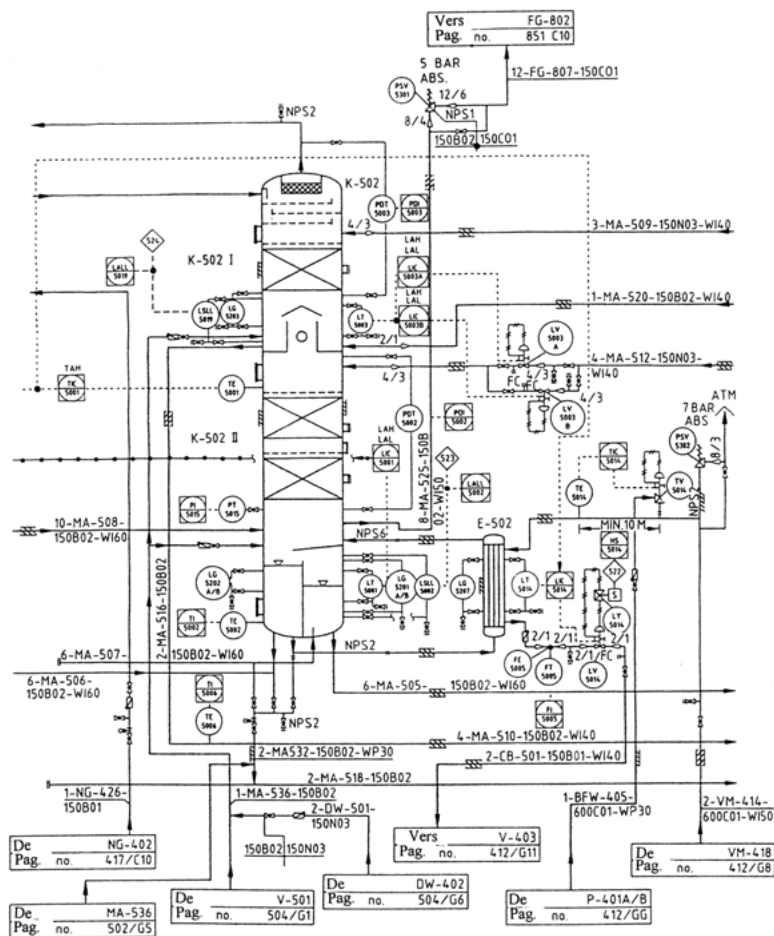 Vers FG-802
Pag. no. 851 C10
5 BAR
ABS.
12-FG-807-150C01
PSV
5301
12/6
NPS1
8/4
150B02
150C01
NPS2
K-502
PDT
5003
PDI
5003
4/3
3-MA-509-150N03-WI40
524
K-502 I
LAH
LAL
LIC
5003A
LALL
5019
LAH
LAL
LIC
5003B
1-MA-520-150B02-WI40
LSLL
5019
LG
5203
LT
5003
2/1
LV
5003
A
4-MA-512-150N03-
WI40
4/3
4/3
FC
FC
4/3
LV
5003
B
TAH
TIC
5001
TE
5001
PDT
5002
PDI
5002
ATM
7 BAR
ABS
PSV
5302
8/3
K-502 II
LAH
LAL
LIC
5001
523
LALL
5002
8-MA-525-150B
02-WI50
TIC
5014
TE
5014
TV
5014
NPS2
PI
5015
PT
5015
10-MA-508-
150B02-WI60
E-502
NPS6
MIN.10 M
HS
5014
522
S
LY
5014
2-MA-516-150B02
LG
5202
A/B
LT
5001
LG
5201
A/B
LSLL
5002
LG
5207
LT
5014
LIC
5014
TI
5002
TE
5002
2/1
2/1
2/1
2/1
FC
NPS2
FE
5005
FT
5005
LV
5014
6-MA-507-
150B02-WI60
6-MA-506-
150B02-WI60
6-MA-505-
150B02-WI60
TI
5006
TE
5006
FI
5005
NPS2
4-MA-510-150B02-WI40
2-MA532-150B02-WP30
2-CB-501-150B01-WI40
2-MA-518-150B02
1-NG-426-
150B01
1-MA-536-150B02
2-DW-501-
150N03
1-BFW-405-
600C01-WP30
2-VM-414-
600C01-WI50
150B02
150N03
De NG-402
Pag. no. 417/C10
Vers V-403
Pag. no. 412/G11
De VM-418
Pag. no. 412/G8
De MA-536
Pag. no. 502/G5
De V-501
Pag. no. 504/G1
De DW-402
Pag. no. 504/G6
De P-401A/B
Pag. no. 412/GG